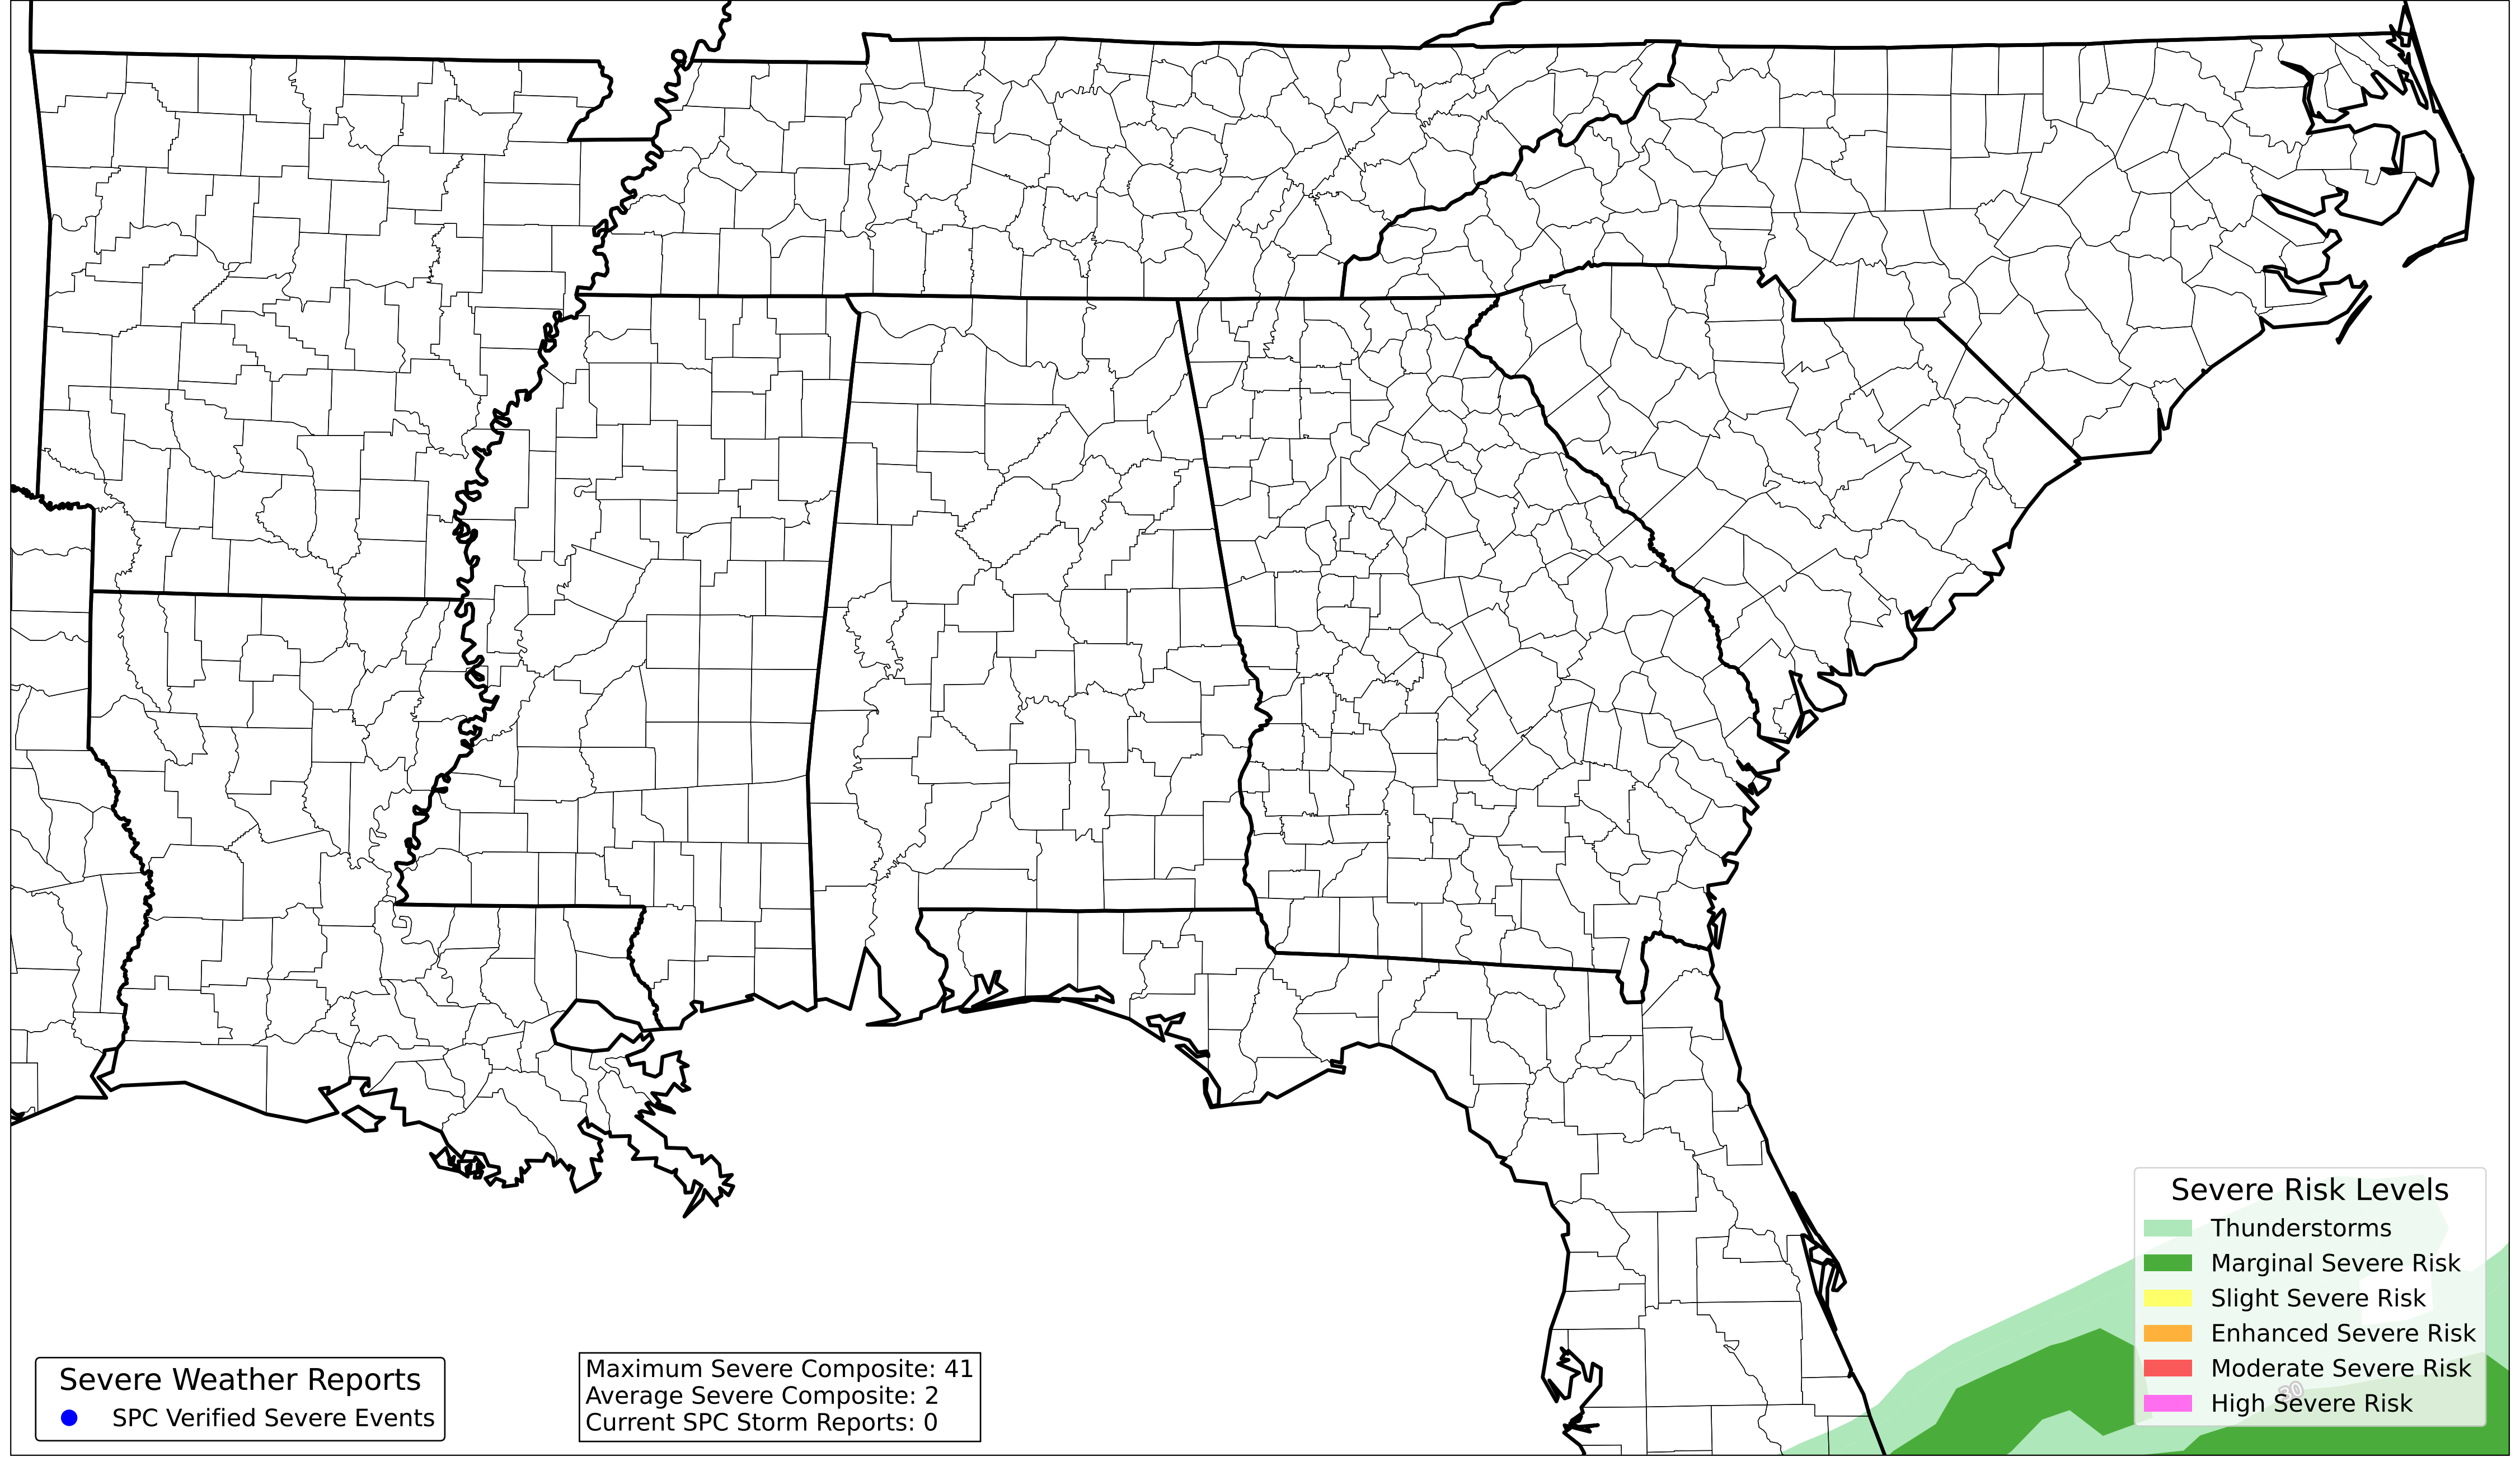 Severe Risk Levels
Thunderstorms
Marginal Severe Risk
Slight Severe Risk
Enhanced Severe Risk
Moderate Severe Risk
High Severe Risk
30
Severe Weather Reports
SPC Verified Severe Events
Maximum Severe Composite: 41
Average Severe Composite: 2
Current SPC Storm Reports: 0